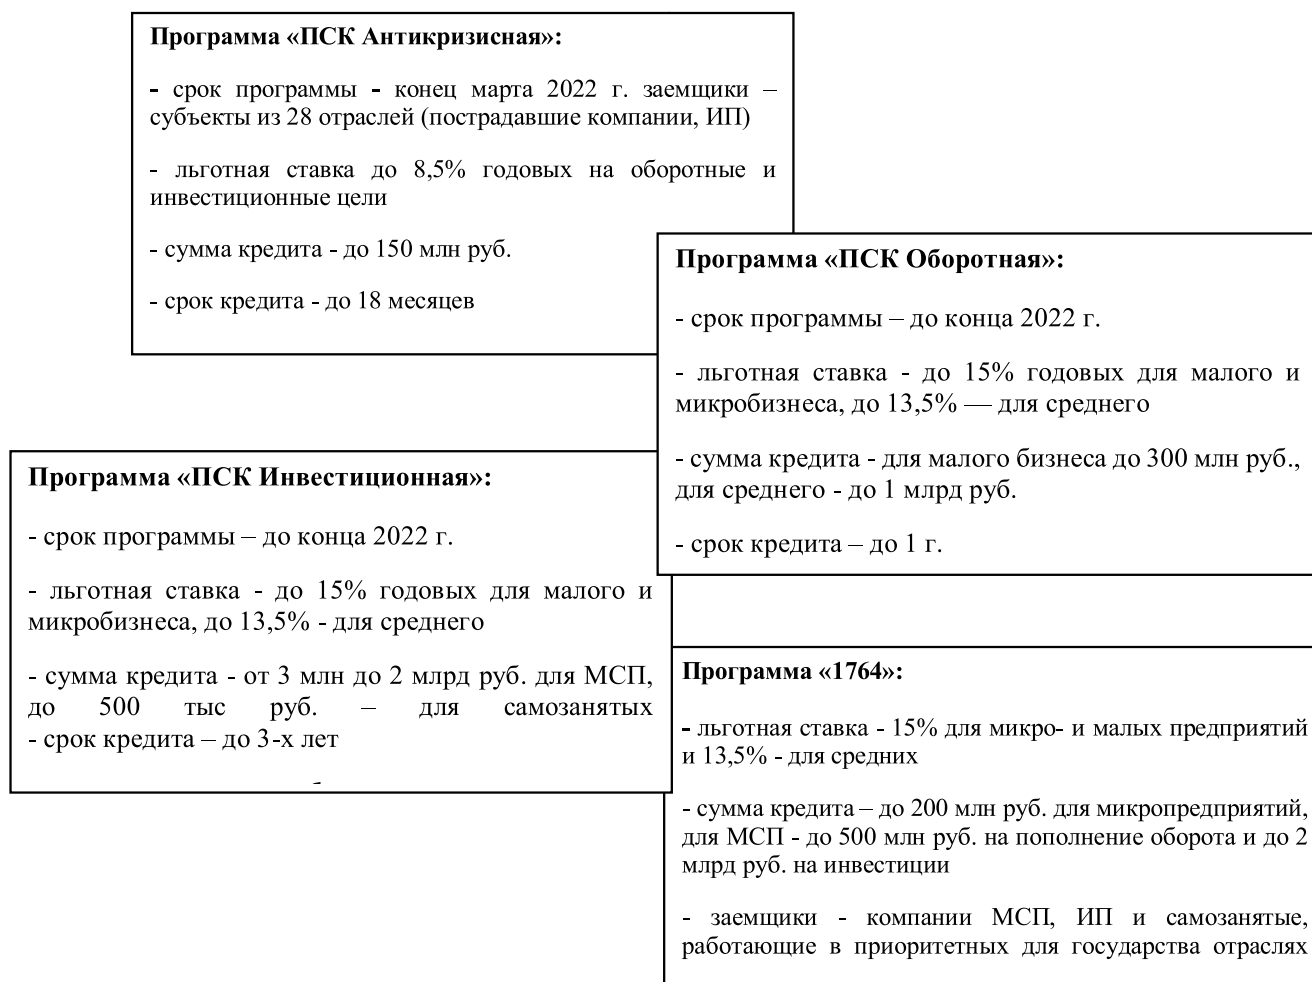 Программа «ПСК Антикризисная»:
- срок программы - конец марта 2022 г. заемщики –
субъекты из 28 отраслей (пострадавшие компании, ИП)
- льготная ставка до 8,5% годовых на оборотные и
инвестиционные цели
- сумма кредита - до 150 млн руб.
- срок кредита - до 18 месяцев
Программа «ПСК Оборотная»:
- срок программы – до конца 2022 г.
- льготная ставка - до 15% годовых для малого и
микробизнеса, до 13,5% — для среднего
- сумма кредита - для малого бизнеса до 300 млн руб.,
для среднего - до 1 млрд руб.
- срок кредита – до 1 г.
Программа «ПСК Инвестиционная»:
- срок программы – до конца 2022 г.
- льготная ставка - до 15% годовых для малого и
микробизнеса, до 13,5% - для среднего
- сумма кредита - от 3 млн до 2 млрд руб. для МСП,
до 500 тыс руб. – для самозанятых
- срок кредита – до 3-х лет
Программа «1764»:
- льготная ставка - 15% для микро- и малых предприятий
и 13,5% - для средних
- сумма кредита – до 200 млн руб. для микропредприятий,
для МСП - до 500 млн руб. на пополнение оборота и до 2
млрд руб. на инвестиции
- заемщики - компании МСП, ИП и самозанятые,
работающие в приоритетных для государства отраслях